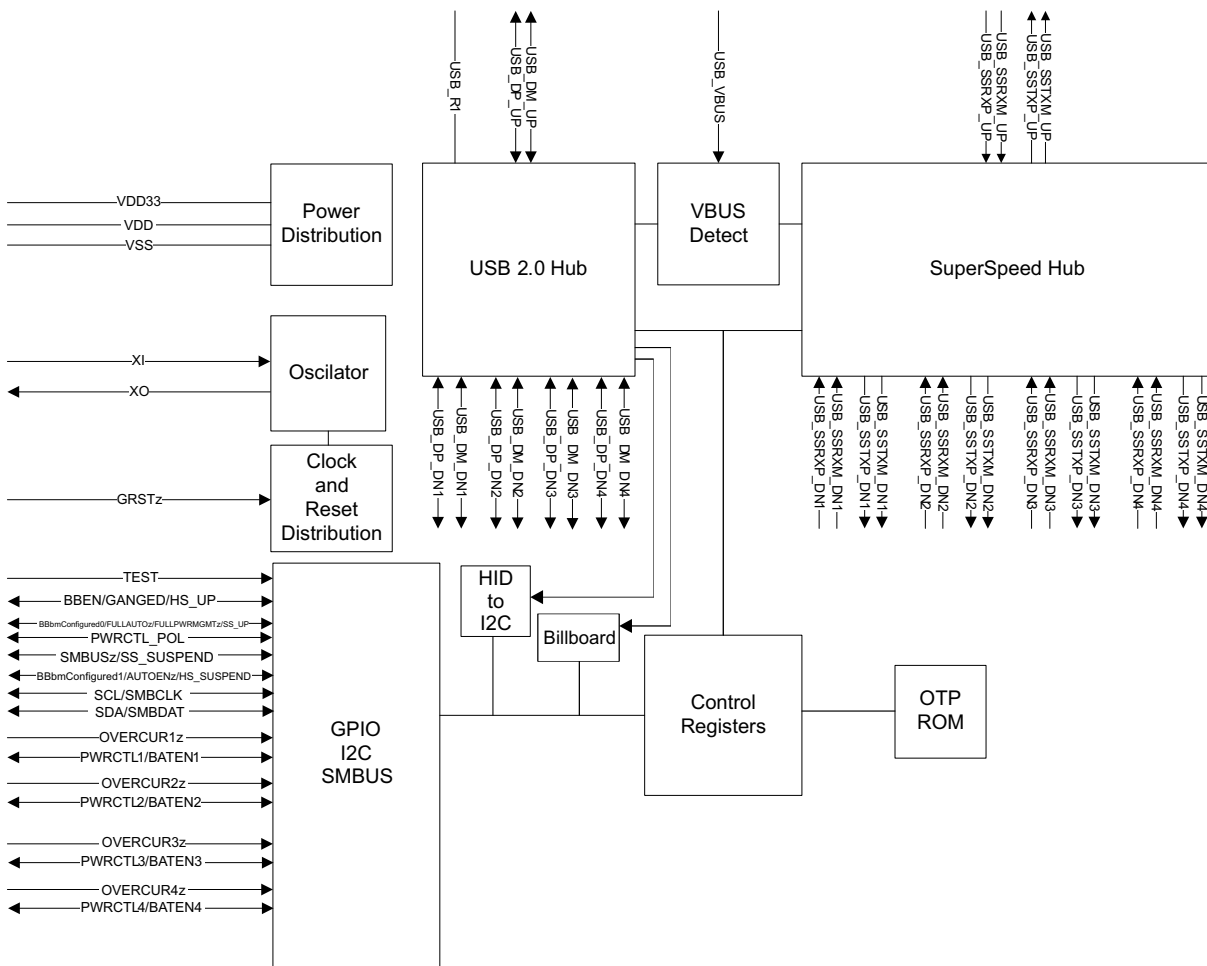 USB_R1
USB_DP_UP
USB_DM_UP
USB_VBUS
USB_SSRXP_UP
USB_SSRXM_UP
USB_SSTXP_UP
USB_SSTXM_UP
VDD33
VDD
VSS
Power
Distribution
USB 2.0 Hub
VBUS
Detect
SuperSpeed Hub
XI
XO
Oscilator
GRSTz
Clock
and
Reset
Distribution
USB_DP_DN1
USB_DM_DN1
USB_DP_DN2
USB_DM_DN2
USB_DP_DN3
USB_DM_DN3
USB_DP_DN4
USB_DM_DN4
USB_SSRXP_DN1
USB_SSRXM_DN1
USB_SSTXP_DN1
USB_SSTXM_DN1
USB_SSRXP_DN2
USB_SSRXM_DN2
USB_SSTXP_DN2
USB_SSTXM_DN2
USB_SSRXP_DN3
USB_SSRXM_DN3
USB_SSTXP_DN3
USB_SSTXM_DN3
USB_SSRXP_DN4
USB_SSRXM_DN4
USB_SSTXP_DN4
USB_SSTXM_DN4
TEST
BBEN/GANGED/HS_UP
BBbmConfigured0/FULLAUTOz/FULLPWRMGMTz/SS_UP
PWRCTL_POL
SMBUSz/SS_SUSPEND
BBbmConfigured1/AUTOENz/HS_SUSPEND
SCL/SMBCLK
SDA/SMBDAT
OVERCUR1z
PWRCTL1/BATEN1
OVERCUR2z
PWRCTL2/BATEN2
OVERCUR3z
PWRCTL3/BATEN3
OVERCUR4z
PWRCTL4/BATEN4
GPIO
I2C
SMBUS
HID
to
I2C
Billboard
Control
Registers
OTP
ROM